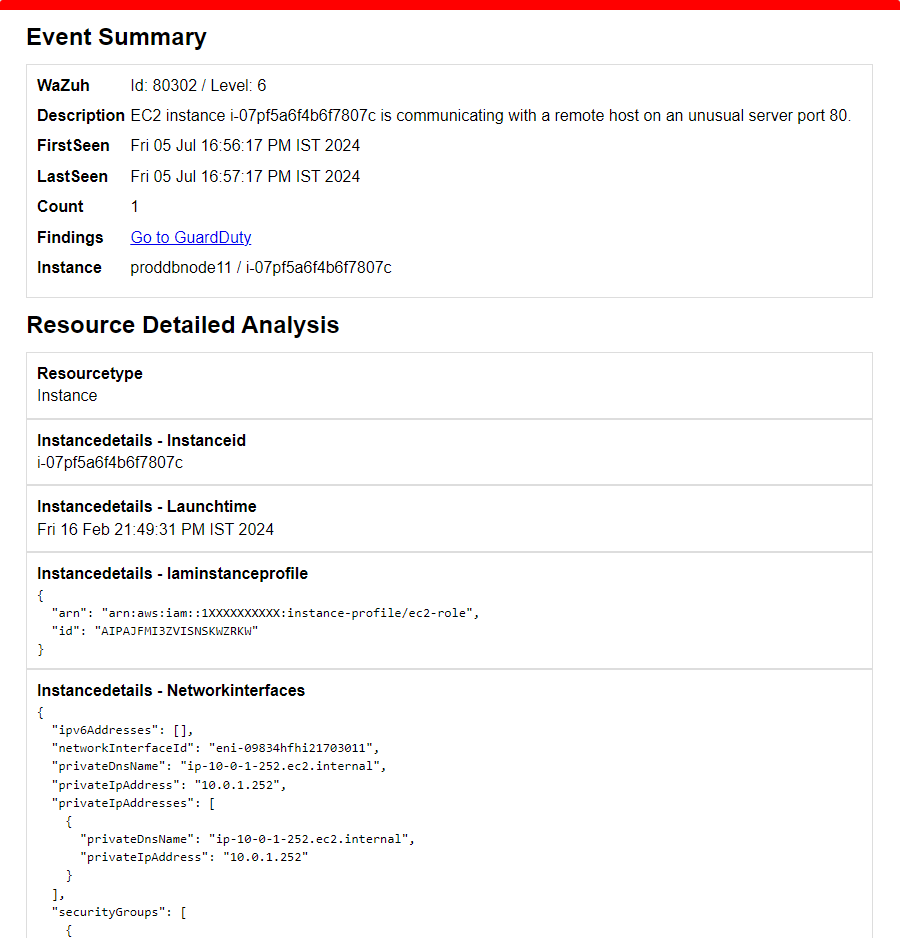 Event Summary
WaZuh Id: 80302 / Level: 6
Description EC2 instance i-07pf5a6f4b6f7807c is communicating with a remote host on an unusual server port 80.
FirstSeen Fri 05 Jul 16:56:17 PM IST 2024
LastSeen Fri 05 Jul 16:57:17 PM IST 2024
Count 1
Findings Go to GuardDuty
Instance proddbnode11 / i-07pf5a6f4b6f7807c
Resource Detailed Analysis
Resourcetype
Instance
Instancedetails - Instanceid
i-07pf5a6f4b6f7807c
Instancedetails - Launchtime
Fri 16 Feb 21:49:31 PM IST 2024
Instancedetails - Iaminstanceprofile
{
  "arn": "arn:aws:iam::1XXXXXXXXXX:instance-profile/ec2-role",
  "id": "AIPAJFMI3ZVISNSKWZRKW"
}
Instancedetails - Networkinterfaces
{
  "ipv6Addresses": [],
  "networkInterfaceId": "eni-09834hfhi21703011",
  "privateDnsName": "ip-10-0-1-252.ec2.internal",
  "privateIpAddress": "10.0.1.252",
  "privateIpAddresses": [
    {
      "privateDnsName": "ip-10-0-1-252.ec2.internal",
      "privateIpAddress": "10.0.1.252"
    }
  ],
  "securityGroups": [
    {